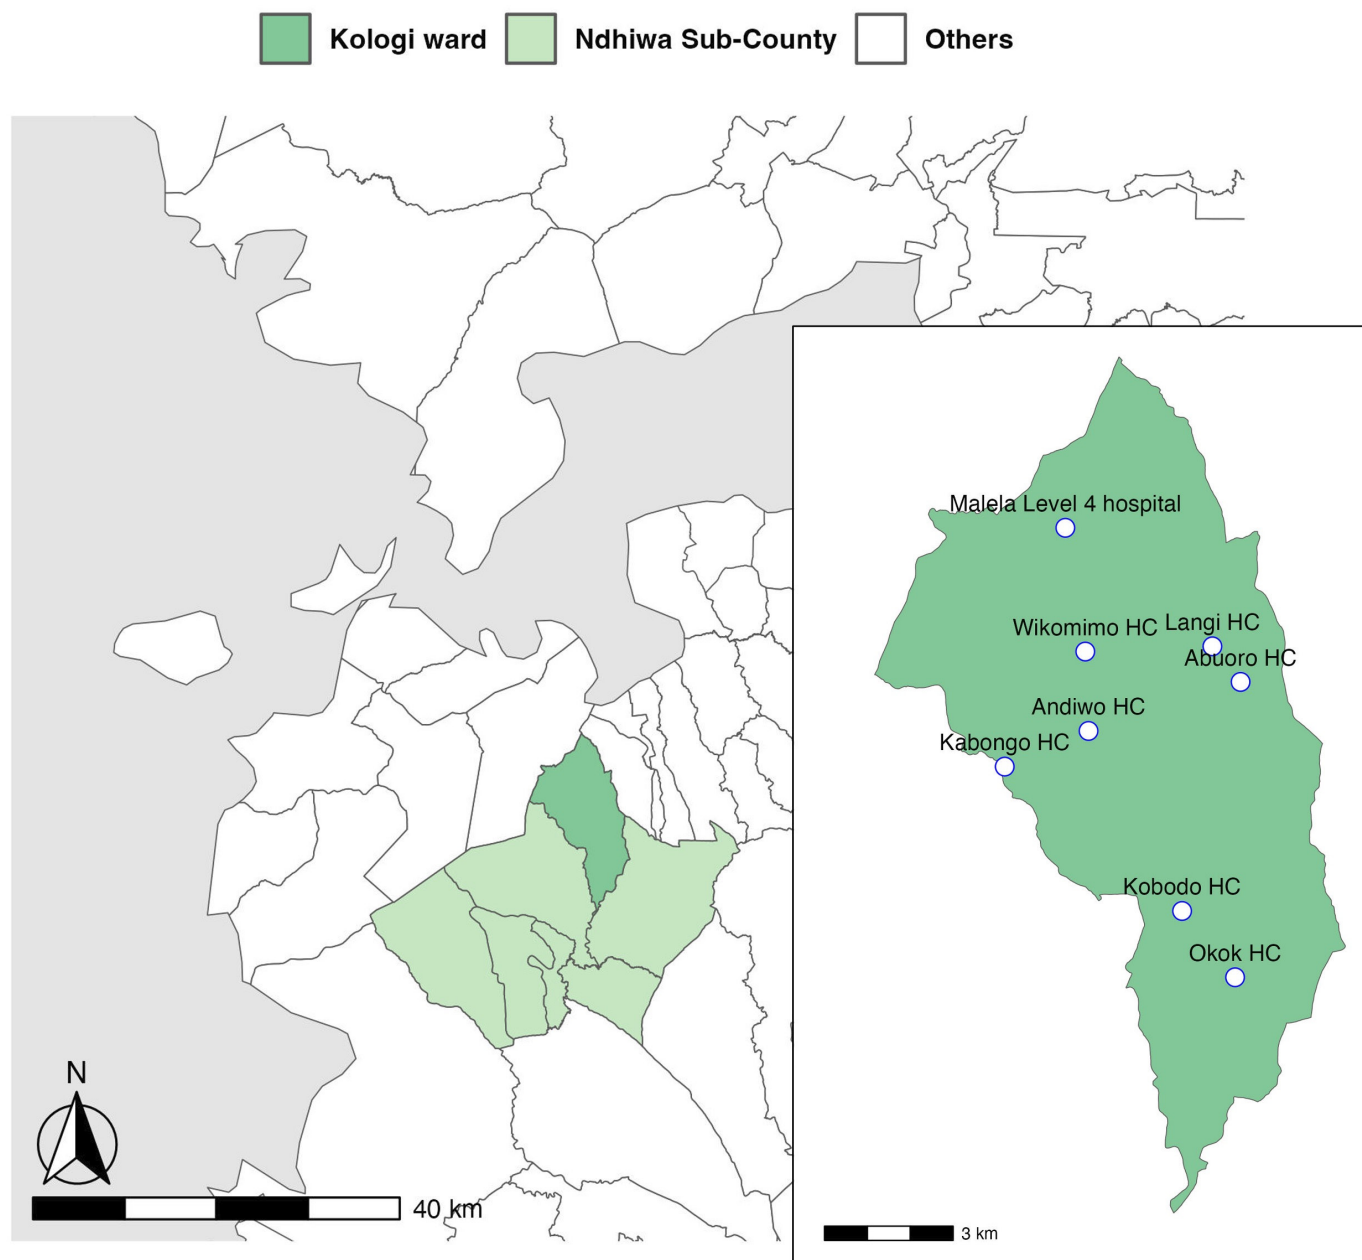 Kologi ward Ndhiwa Sub-County Others
Malela Level 4 hospital
Wikomimo HC
Langi HC
Abuoro HC
Andiwo HC
Kabongo HC
Kobodo HC
Okok HC
N
40 km
3 km